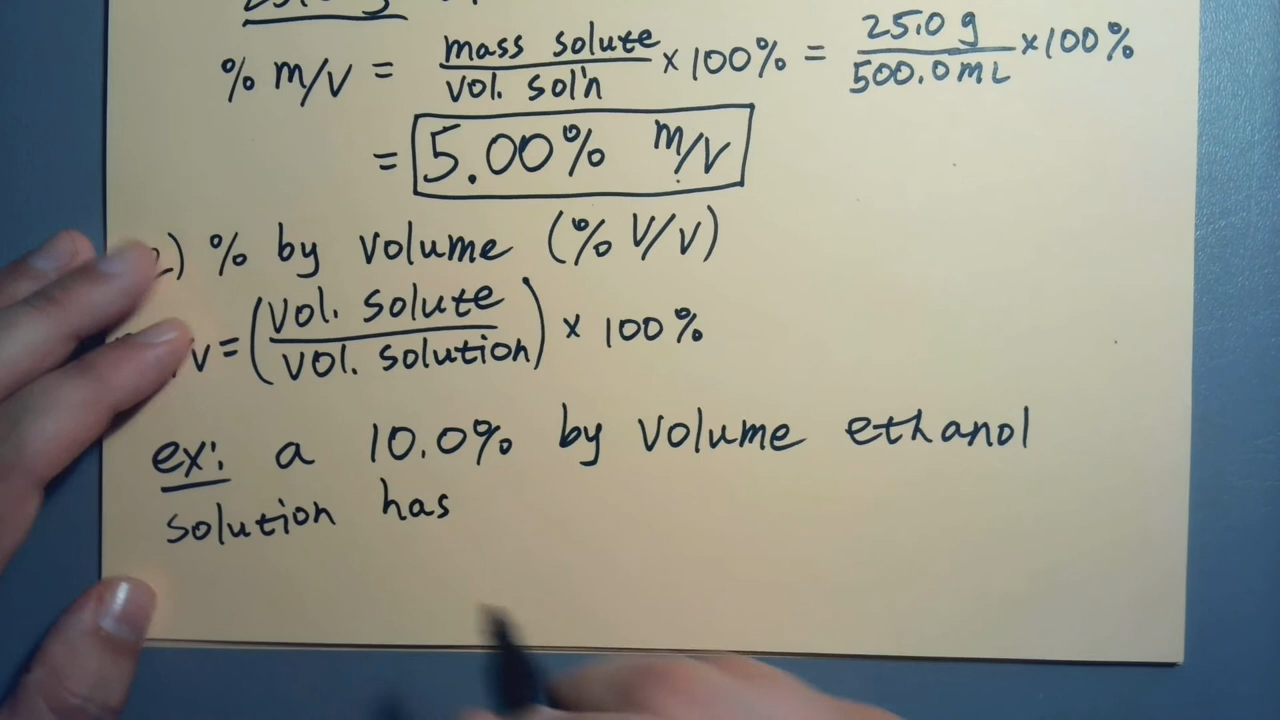 % m/v = mass solute / vol. sol'n × 100% = 25.0 g / 500.0 mL × 100%
= 5.00% m/v
) % by volume (% v/v)
v = (vol. solute / vol. solution) × 100%
ex: a 10.0% by volume ethanol
solution has